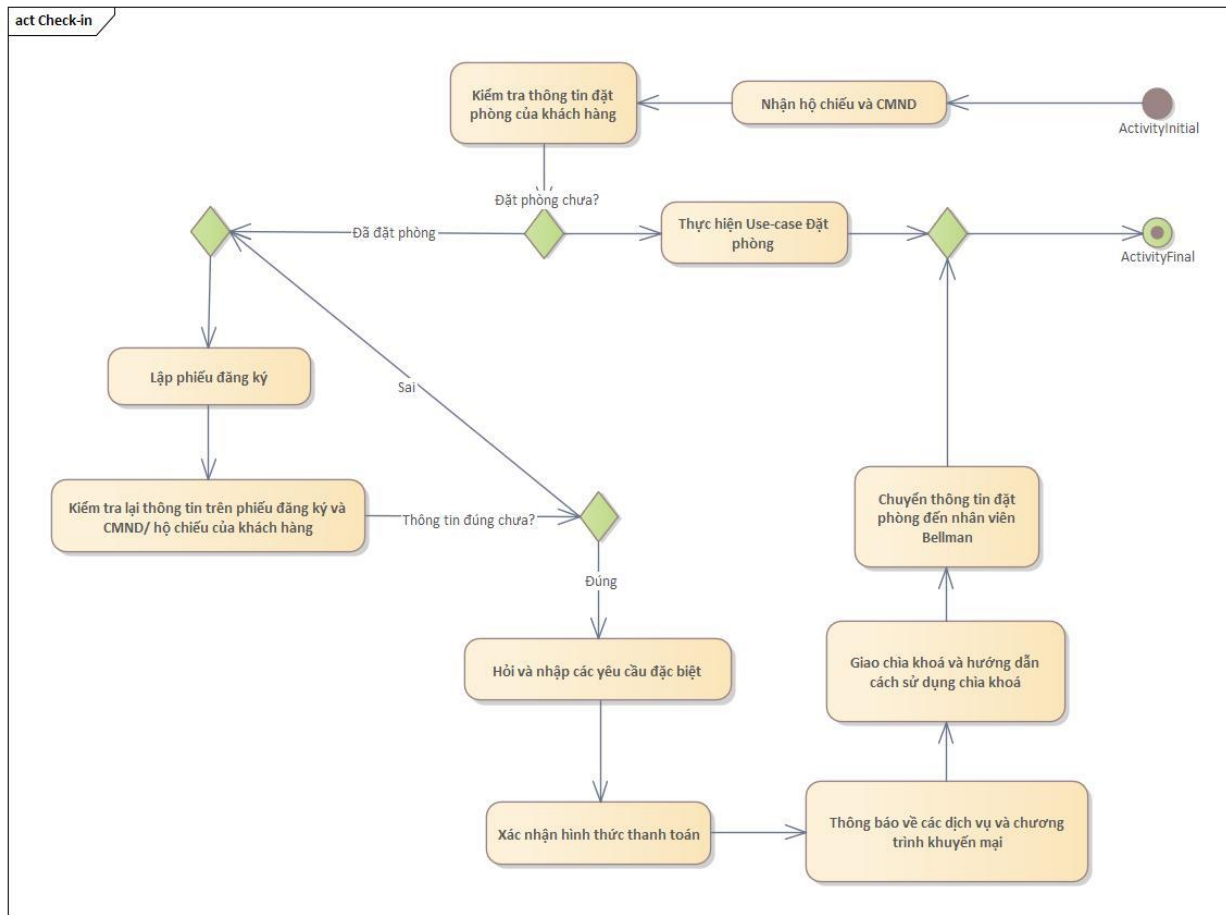 act Check-in
Kiểm tra thông tin đặt
phòng của khách hàng
Nhận hộ chiếu và CMND
ActivityInitial
Đặt phòng chưa?
Đã đặt phòng
Thực hiện Use-case Đặt
phòng
ActivityFinal
Lập phiếu đăng ký
Sai
Kiểm tra lại thông tin trên phiếu đăng ký và
CMND/ hộ chiếu của khách hàng
Thông tin đúng chưa?
Đúng
Chuyển thông tin đặt
phòng đến nhân viên
Bellman
Hỏi và nhập các yêu cầu đặc biệt
Giao chìa khoá và hướng dẫn
cách sử dụng chìa khoá
Xác nhận hình thức thanh toán
Thông báo về các dịch vụ và chương
trình khuyến mại